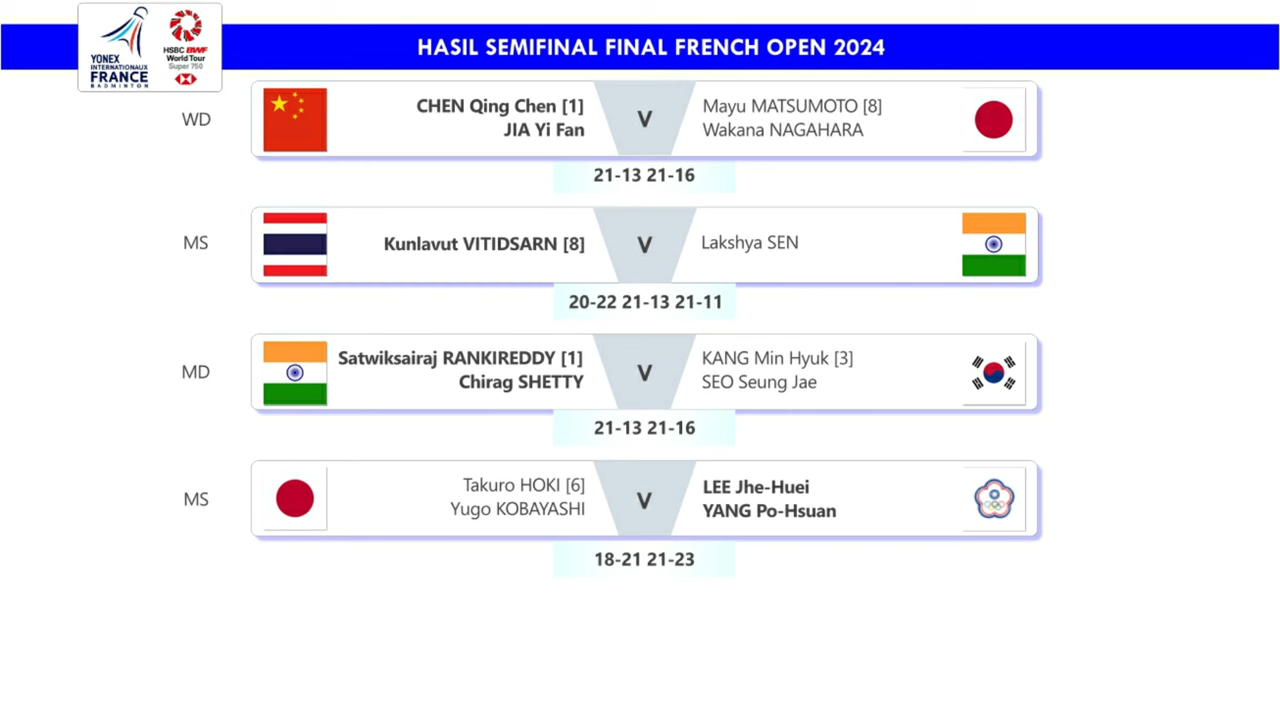 YONEX
INTERNATIONAUX
FRANCE
BADMINTON
HSBC BWF
World Tour
Super 750
HASIL SEMIFINAL FINAL FRENCH OPEN 2024
WD
CHEN Qing Chen [1]
JIA Yi Fan
V
Mayu MATSUMOTO [8]
Wakana NAGAHARA
21-13 21-16
MS
Kunlavut VITIDSARN [8]
V
Lakshya SEN
20-22 21-13 21-11
MD
Satwiksairaj RANKIREDDY [1]
Chirag SHETTY
V
KANG Min Hyuk [3]
SEO Seung Jae
21-13 21-16
MS
Takuro HOKI [6]
Yugo KOBAYASHI
V
LEE Jhe-Huei
YANG Po-Hsuan
18-21 21-23